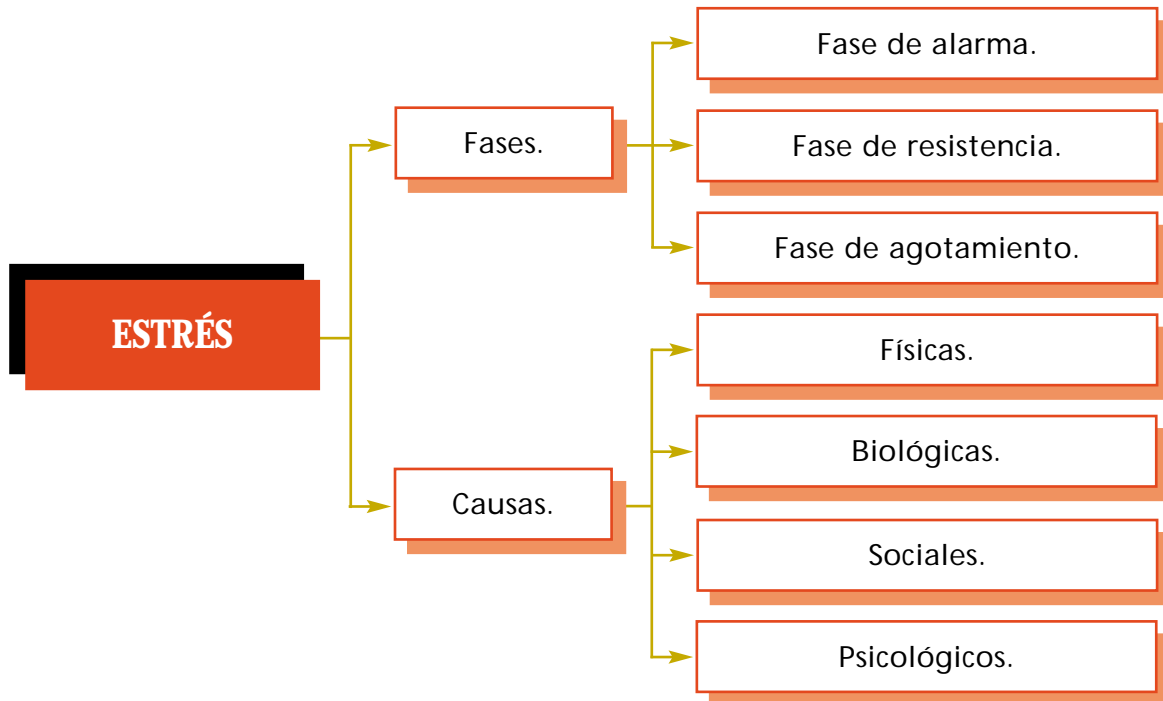 ESTRÉS
Fases.
Fase de alarma.
Fase de resistencia.
Fase de agotamiento.
Causas.
Físicas.
Biológicas.
Sociales.
Psicológicos.